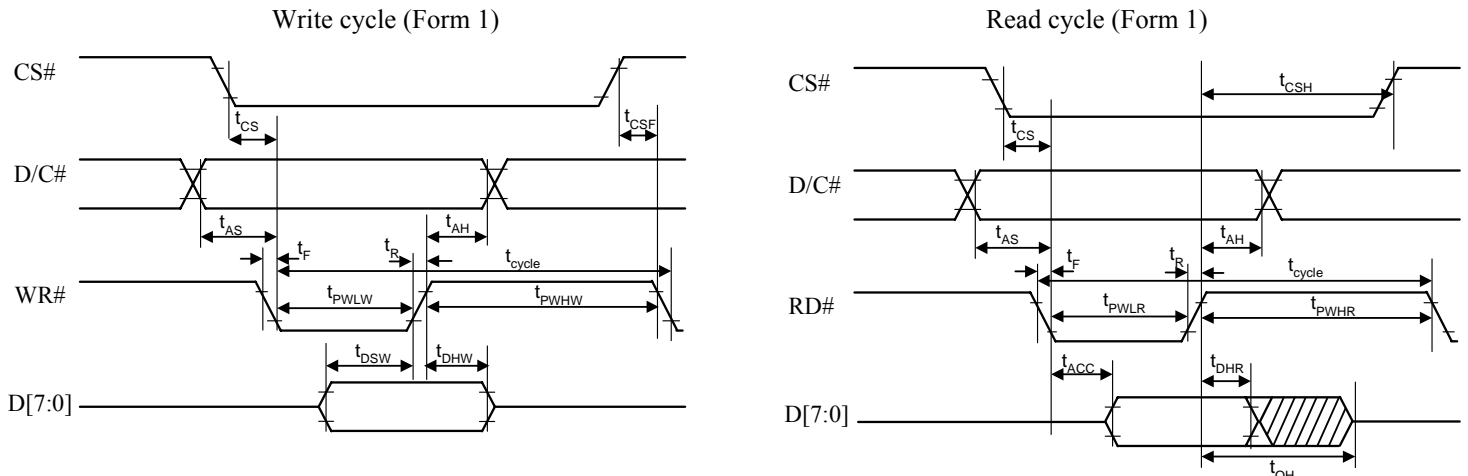 Write cycle (Form 1)
CS#
tCS
tCSF
D/C#
tAS
tF
tR
tAH
tcycle
WR#
tPWLW
tPWHW
tDSW
tDHW
D[7:0]
Read cycle (Form 1)
CS#
tCS
tCSH
D/C#
tAS
tF
tR
tAH
tcycle
RD#
tPWLR
tPWHR
tACC
tDHR
D[7:0]
tOH